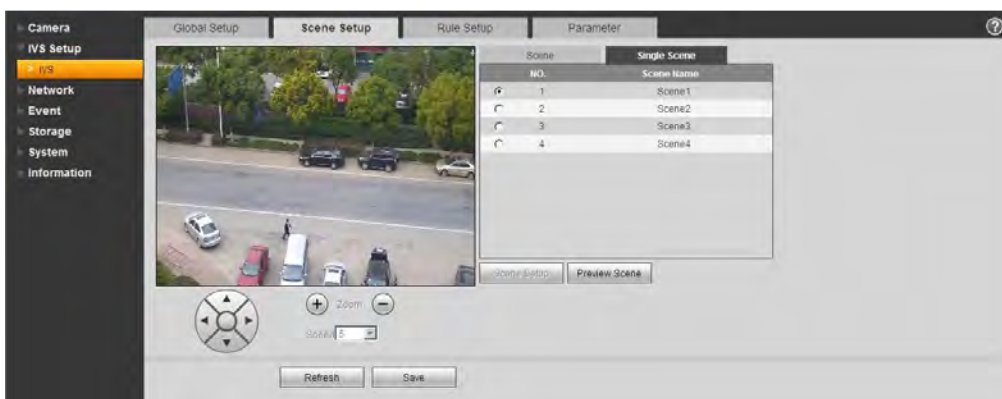 Camera
IVS Setup
IVS
Network
Event
Storage
System
Information
Global Setup
Scene Setup
Rule Setup
Parameter
?
Scene
Single Scene
NO.
Scene Name
1
Scene1
2
Scene2
3
Scene3
4
Scene4
Scene Setup
Preview Scene
Zoom
Speed
5
Refresh
Save